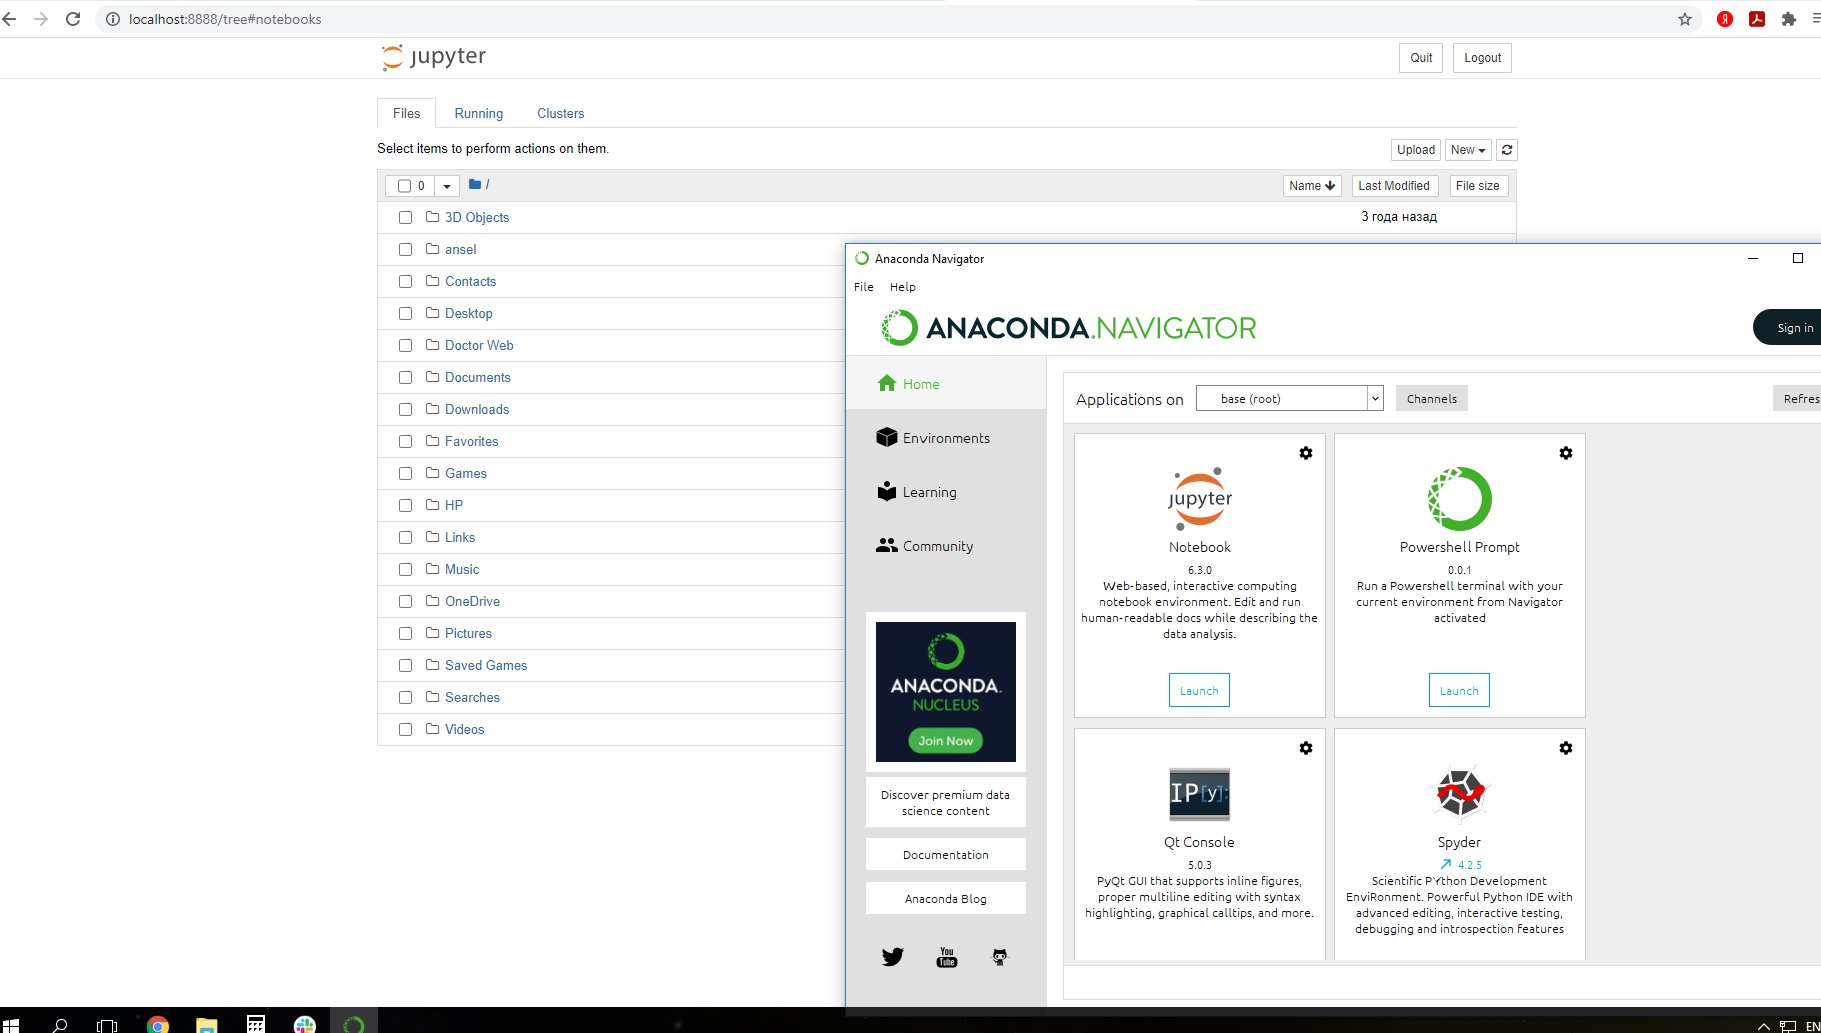 localhost:8888/tree#notebooks
jupyter
Quit
Logout
Files
Running
Clusters
Select items to perform actions on them.
Upload
New
0
/
Name
Last Modified
File size
3D Objects
3 года назад
ansel
Contacts
Desktop
Doctor Web
Documents
Downloads
Favorites
Games
HP
Links
Music
OneDrive
Pictures
Saved Games
Searches
Videos
Anaconda Navigator
File
Help
ANACONDA.NAVIGATOR
Sign in
Home
Environments
Learning
Community
ANACONDA.
NUCLEUS
Join Now
Discover premium data
science content
Documentation
Anaconda Blog
You
Tube
Applications on
base (root)
Channels
Refres
jupyter
Notebook
6.3.0
Web-based, interactive computing
notebook environment. Edit and run
human-readable docs while describing the
data analysis.
Launch
Powershell Prompt
0.0.1
Run a Powershell terminal with your
current environment from Navigator
activated
Launch
IP[y]:
Qt Console
5.0.3
PyQt GUI that supports inline figures,
proper multiline editing with syntax
highlighting, graphical calltips, and more.
Spyder
4.2.5
Scientific PYthon Development
EnviRonment. Powerful Python IDE with
advanced editing, interactive testing,
debugging and introspection features
EN